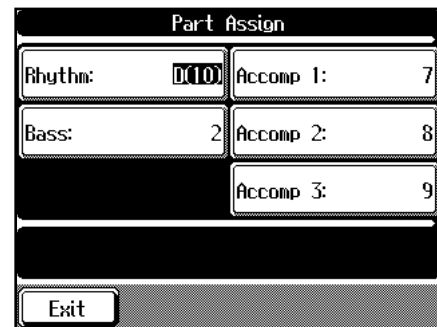 Part Assign
Rhythm: D(10) Accomp 1: 7
Bass: 2 Accomp 2: 8
Accomp 3: 9
Exit